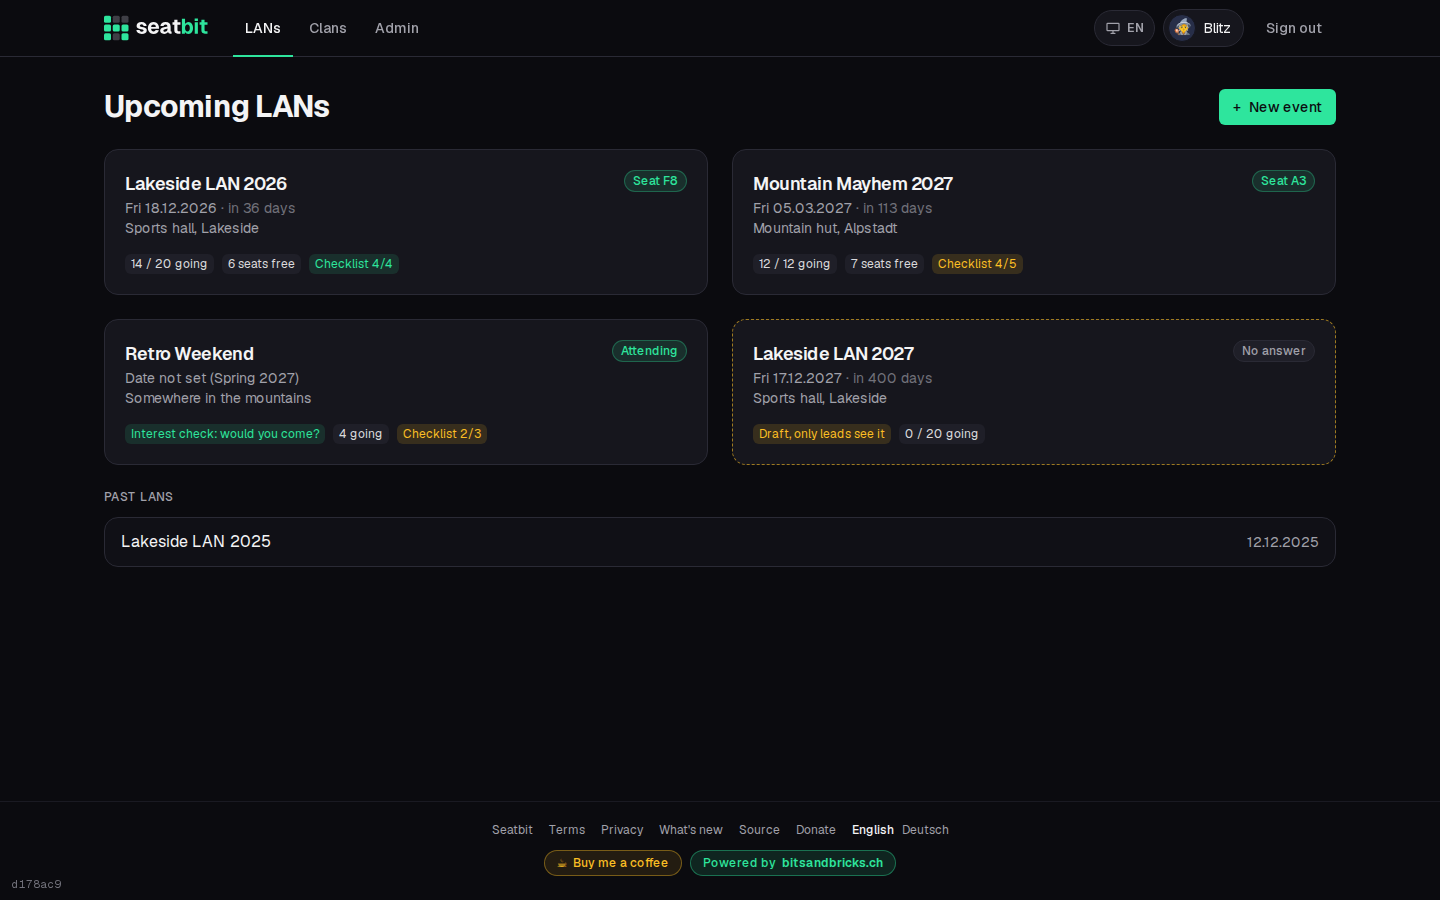 seatbit LANs Clans Admin EN Blitz Sign out
Upcoming LANs
+ New event
Lakeside LAN 2026 Seat F8
Fri 18.12.2026 · in 36 days
Sports hall, Lakeside
14 / 20 going 6 seats free Checklist 4/4
Mountain Mayhem 2027 Seat A3
Fri 05.03.2027 · in 113 days
Mountain hut, Alpstadt
12 / 12 going 7 seats free Checklist 4/5
Retro Weekend Attending
Date not set (Spring 2027)
Somewhere in the mountains
Interest check: would you come? 4 going Checklist 2/3
Lakeside LAN 2027 No answer
Fri 17.12.2027 · in 400 days
Sports hall, Lakeside
Draft, only leads see it 0 / 20 going
PAST LANS
Lakeside LAN 2025 12.12.2025
Seatbit Terms Privacy What's new Source Donate English Deutsch
Buy me a coffee Powered by bitsandbricks.ch
d178ac9